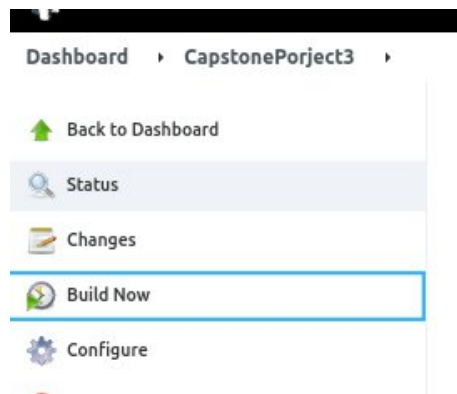 Dashboard ▸ CapstonePorject3 ▸
Back to Dashboard
Status
Changes
Build Now
Configure